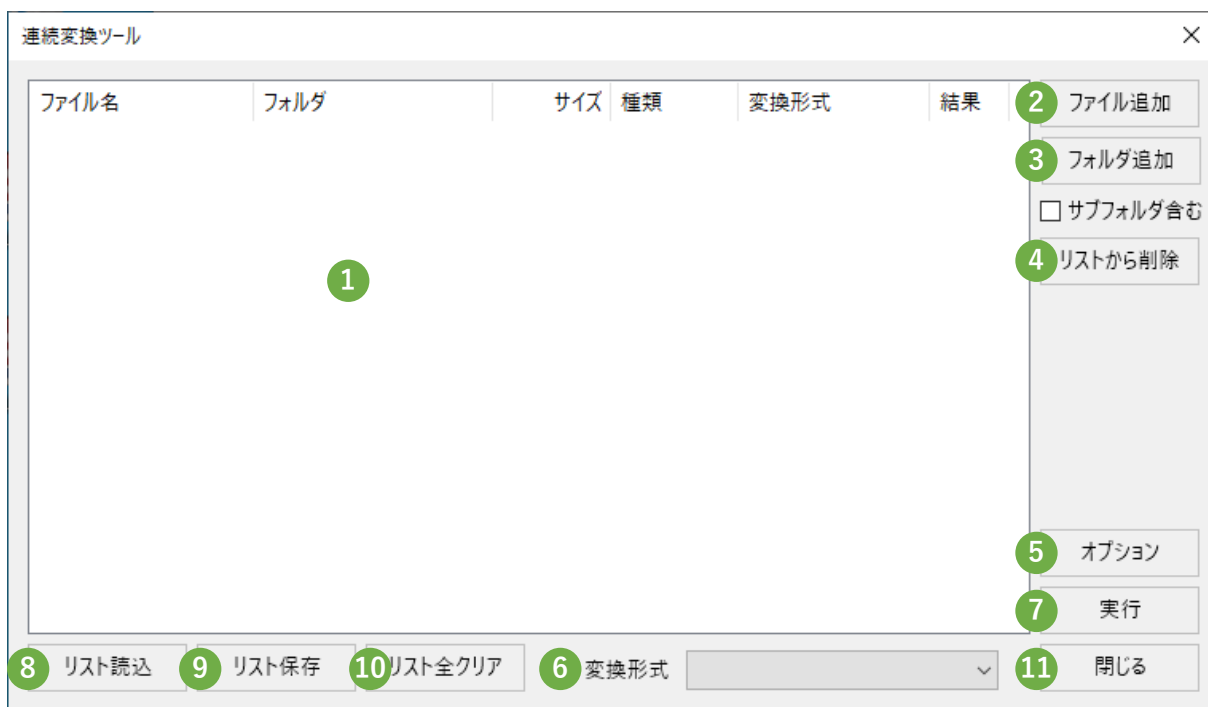 連続変換ツール
ファイル名 フォルダ サイズ 種類 変換形式 結果
2 ファイル追加
3 フォルダ追加
サブフォルダ含む
4 リストから削除
1
5 オプション
7 実行
8 リスト読込 9 リスト保存 10 リスト全クリア 6 変換形式 11 閉じる